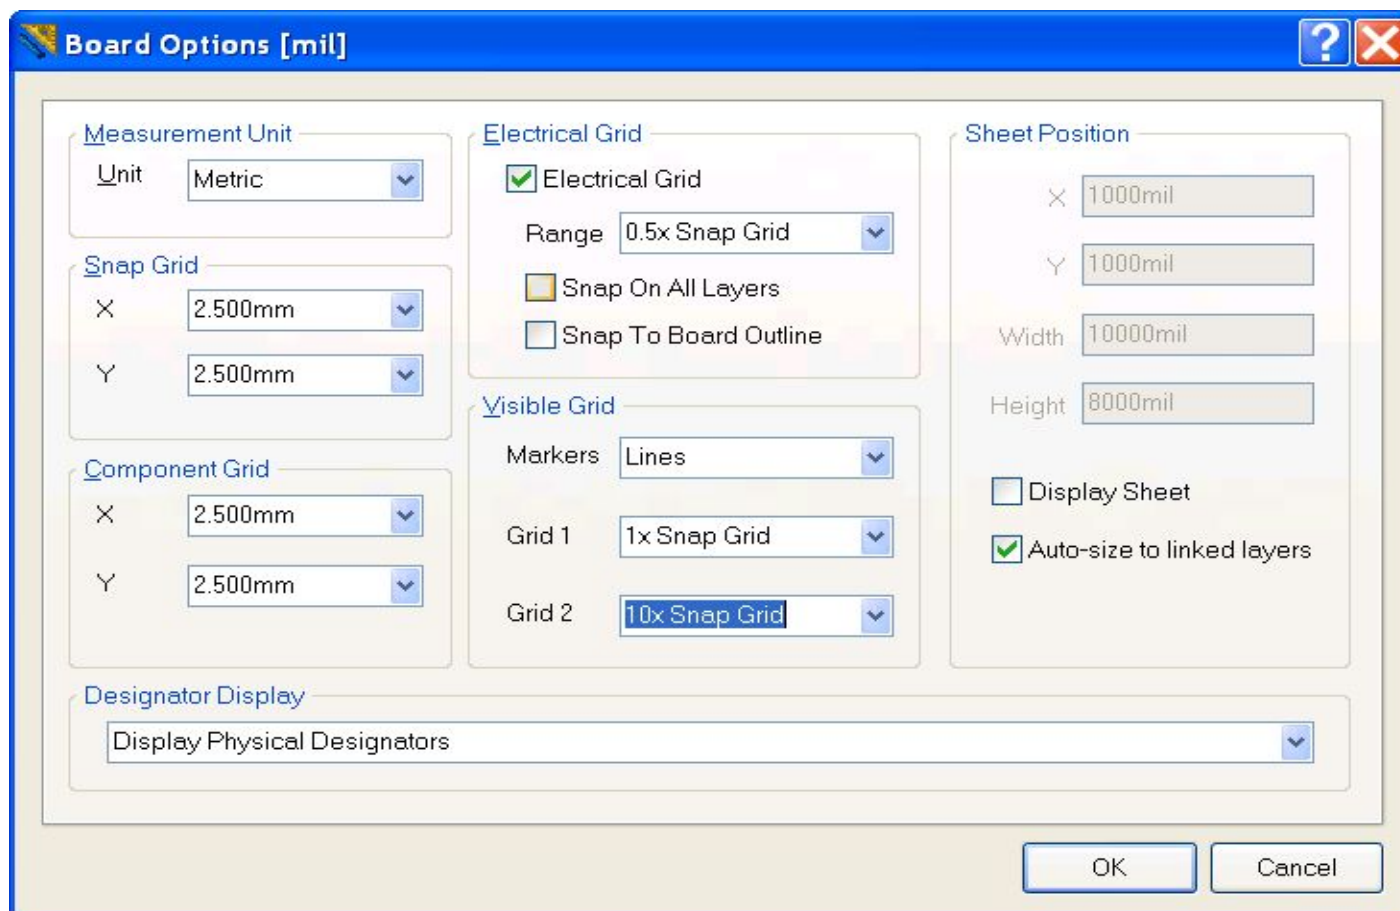 Board Options [mil]
Measurement Unit
Unit Metric
Snap Grid
X 2.500mm
Y 2.500mm
Component Grid
X 2.500mm
Y 2.500mm
Electrical Grid
Electrical Grid
Range 0.5x Snap Grid
Snap On All Layers
Snap To Board Outline
Visible Grid
Markers Lines
Grid 1 1x Snap Grid
Grid 2 10x Snap Grid
Sheet Position
X 1000mil
Y 1000mil
Width 10000mil
Height 8000mil
Display Sheet
Auto-size to linked layers
Designator Display
Display Physical Designators
OK Cancel